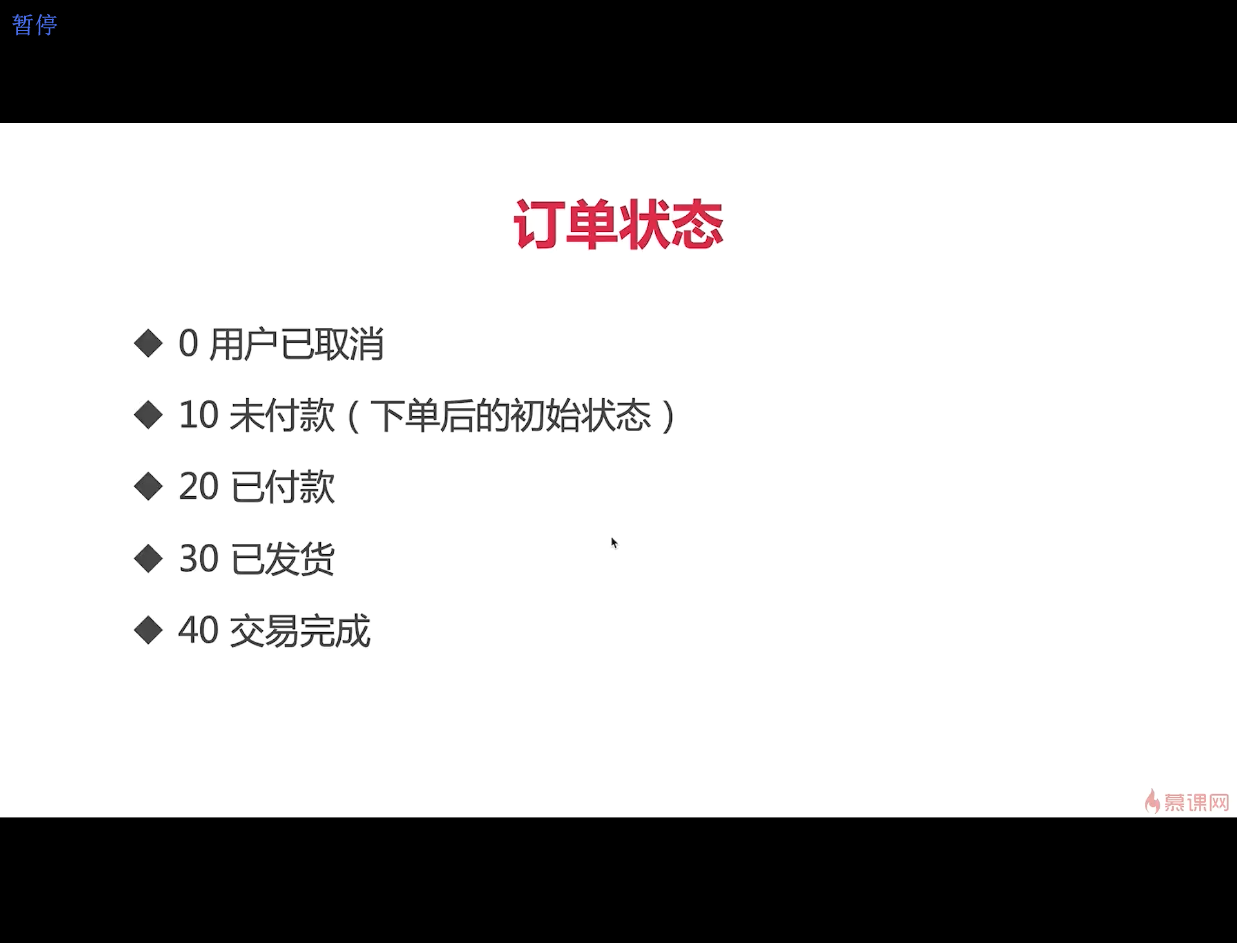 暂停
订单状态
◆ 0 用户已取消
◆ 10 未付款（下单后的初始状态）
◆ 20 已付款
◆ 30 已发货
◆ 40 交易完成
慕课网